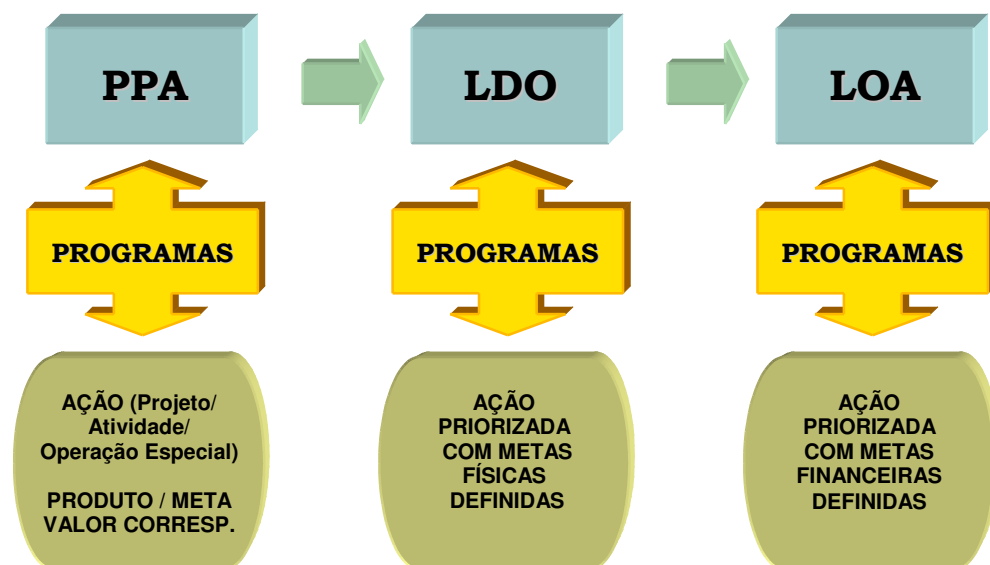 PPA
LDO
LOA
PROGRAMAS
PROGRAMAS
PROGRAMAS
AÇÃO (Projeto/
Atividade/
Operação Especial)
PRODUTO / META
VALOR CORRESP.
AÇÃO
PRIORIZADA
COM METAS
FÍSICAS
DEFINIDAS
AÇÃO
PRIORIZADA
COM METAS
FINANCEIRAS
DEFINIDAS